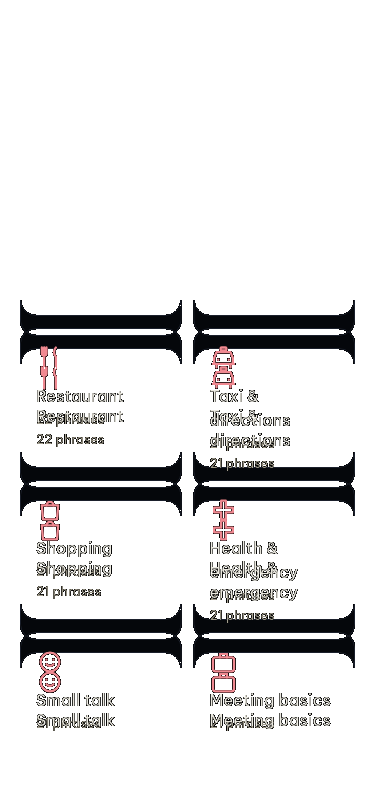 Restaurant
22 phrases
Taxi &
directions
21 phrases
Shopping
21 phrases
Health &
emergency
21 phrases
Small talk
Meeting basics